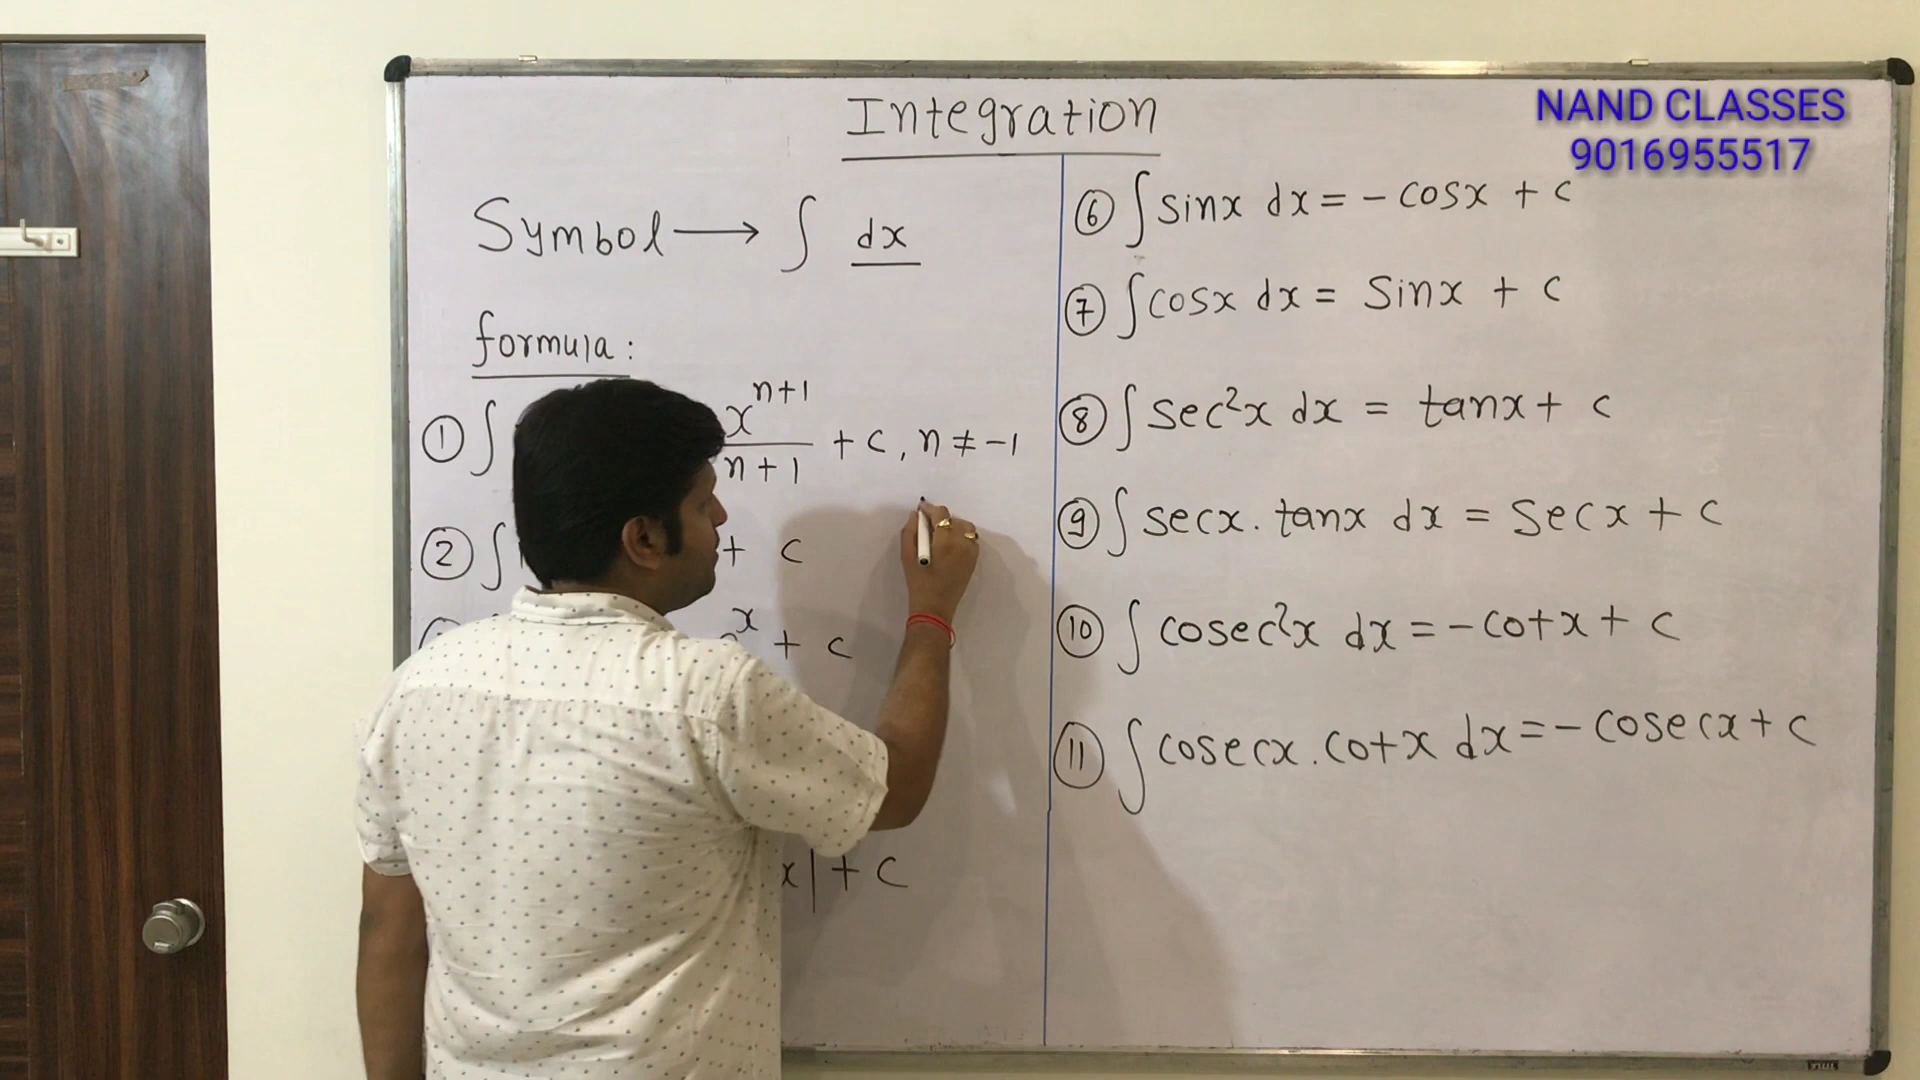 Integration
NAND CLASSES
9016955517
Symbol → ∫ dx
formula:
① ∫ x^(n+1)/(n+1) + c, n ≠ -1
② ∫ + c
x + c
x| + c
⑥ ∫ sinx dx = - cosx + c
⑦ ∫ cosx dx = sinx + c
⑧ ∫ sec²x dx = tanx + c
⑨ ∫ secx . tanx dx = secx + c
⑩ ∫ cosec²x dx = - cotx + c
⑪ ∫ cosecx . cotx dx = - cosecx + c